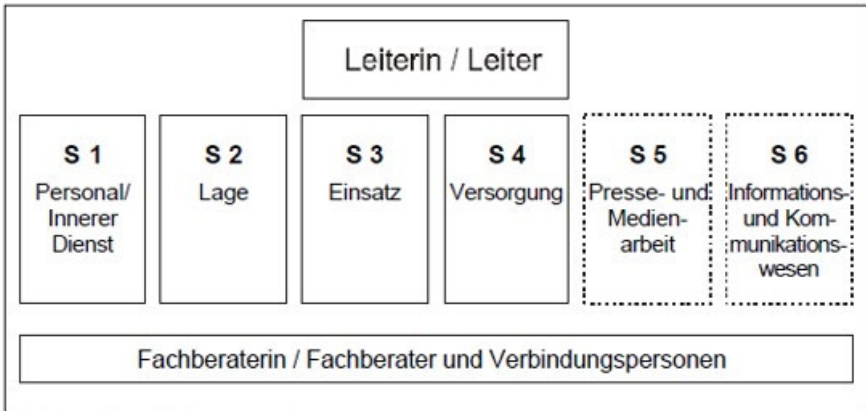 Leiterin / Leiter
S 1
Personal/
Innerer
Dienst
S 2
Lage
S 3
Einsatz
S 4
Versorgung
S 5
Presse- und
Medien-
arbeit
S 6
Informations-
und Kom-
munikations-
wesen
Fachberaterin / Fachberater und Verbindungspersonen